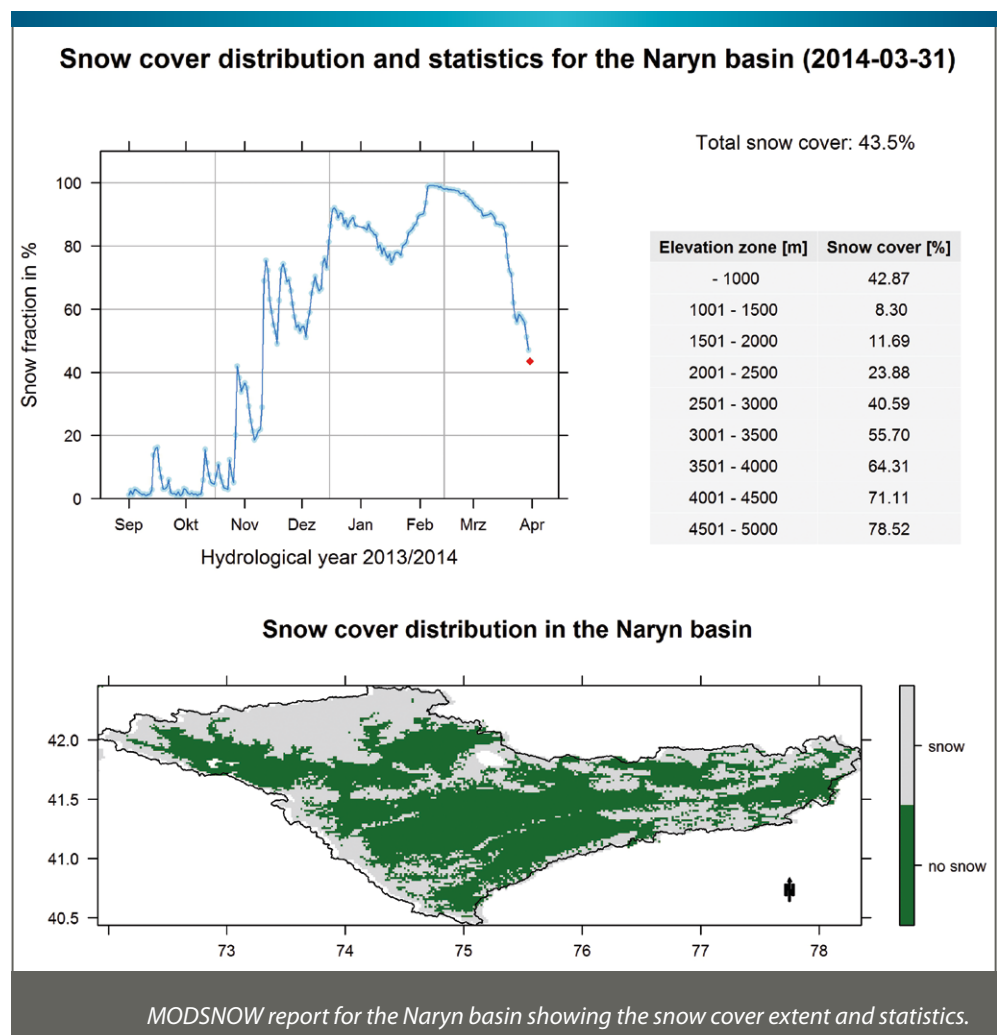 Snow cover distribution and statistics for the Naryn basin (2014-03-31)
Total snow cover: 43.5%
Snow fraction in %
100
80
60
40
20
0
Sep Okt Nov Dez Jan Feb Mrz Apr
Hydrological year 2013/2014
Elevation zone [m] Snow cover [%]
- 1000 42.87
1001 - 1500 8.30
1501 - 2000 11.69
2001 - 2500 23.88
2501 - 3000 40.59
3001 - 3500 55.70
3501 - 4000 64.31
4001 - 4500 71.11
4501 - 5000 78.52
Snow cover distribution in the Naryn basin
42.0
41.5
41.0
40.5
73 74 75 76 77 78
snow
no snow
N
MODSNOW report for the Naryn basin showing the snow cover extent and statistics.